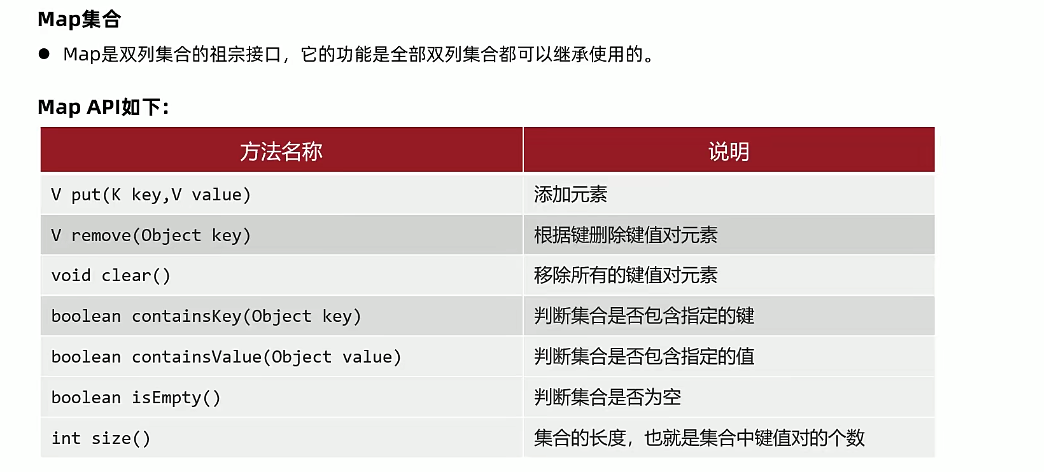 Map集合
● Map是双列集合的祖宗接口，它的功能是全部双列集合都可以继承使用的。
Map API如下：
方法名称 说明
V put(K key,V value) 添加元素
V remove(Object key) 根据键删除键值对元素
void clear() 移除所有的键值对元素
boolean containsKey(Object key) 判断集合是否包含指定的键
boolean containsValue(Object value) 判断集合是否包含指定的值
boolean isEmpty() 判断集合是否为空
int size() 集合的长度，也就是集合中键值对的个数